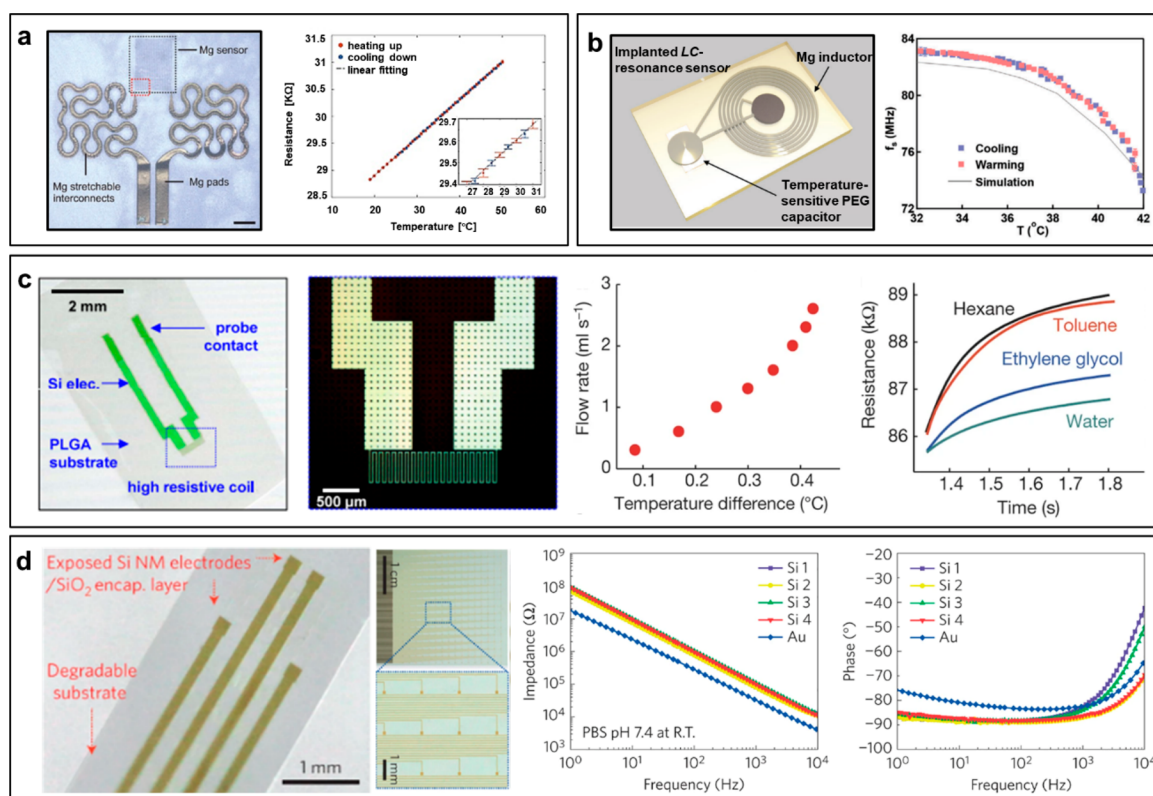 a
Mg sensor
Mg stretchable
interconnects
Mg pads
heating up
cooling down
linear fitting
Resistance [KΩ]
31.5
31
30.5
30
29.5
29
28.5
29.7
29.6
29.5
29.4
27 28 29 30 31
10 20 30 40 50 60
Temperature [°C]
b
Implanted LC-
resonance sensor
Mg inductor
Temperature-
sensitive PEG
capacitor
fs (MHz)
84
80
76
72
Cooling
Warming
Simulation
32 34 36 38 40 42
T (°C)
c
2 mm
probe
contact
Si elec.
PLGA
substrate
high resistive coil
500 μm
Flow rate (ml s−1)
3
2
1
0
0.1 0.2 0.3 0.4
Temperature difference (°C)
Resistance (kΩ)
89
88
87
86
Hexane
Toluene
Ethylene glycol
Water
1.4 1.5 1.6 1.7 1.8
Time (s)
d
Exposed Si NM electrodes
/SiO2 encap. layer
Degradable
substrate
1 mm
1 cm
1 mm
Impedance (Ω)
10⁹
10⁸
10⁷
10⁶
10⁵
10⁴
10³
Si 1
Si 2
Si 3
Si 4
Au
PBS pH 7.4 at R.T.
10⁰ 10¹ 10² 10³ 10⁴
Frequency (Hz)
Phase (°)
−20
−30
−40
−50
−60
−70
−80
−90
−100
Si 1
Si 2
Si 3
Si 4
Au
10⁰ 10¹ 10² 10³ 10⁴
Frequency (Hz)